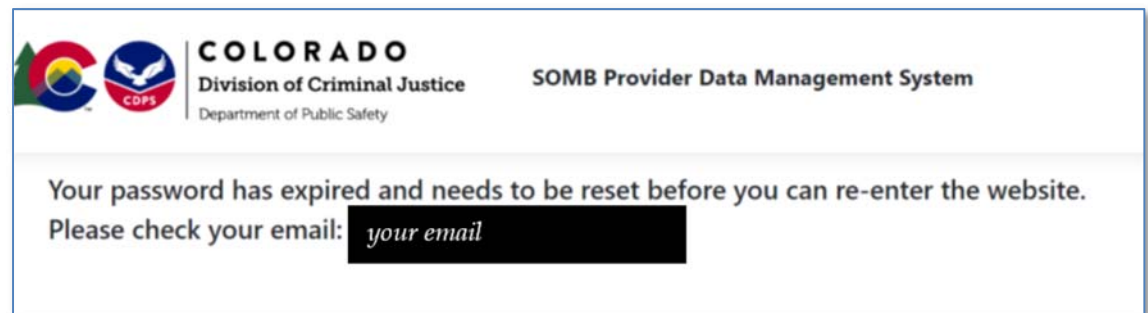 COLORADO
Division of Criminal Justice
Department of Public Safety
CDPS
SOMB Provider Data Management System
Your password has expired and needs to be reset before you can re-enter the website.
Please check your email: your email